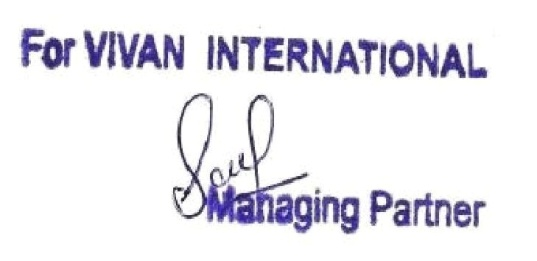 For VIVAN INTERNATIONAL
Managing Partner